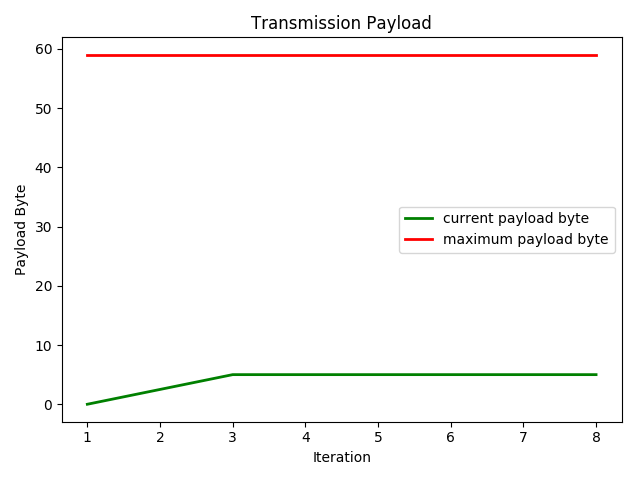 Transmission Payload
60
50
40
30
20
10
0
Payload Byte
current payload byte
maximum payload byte
1 2 3 4 5 6 7 8
Iteration